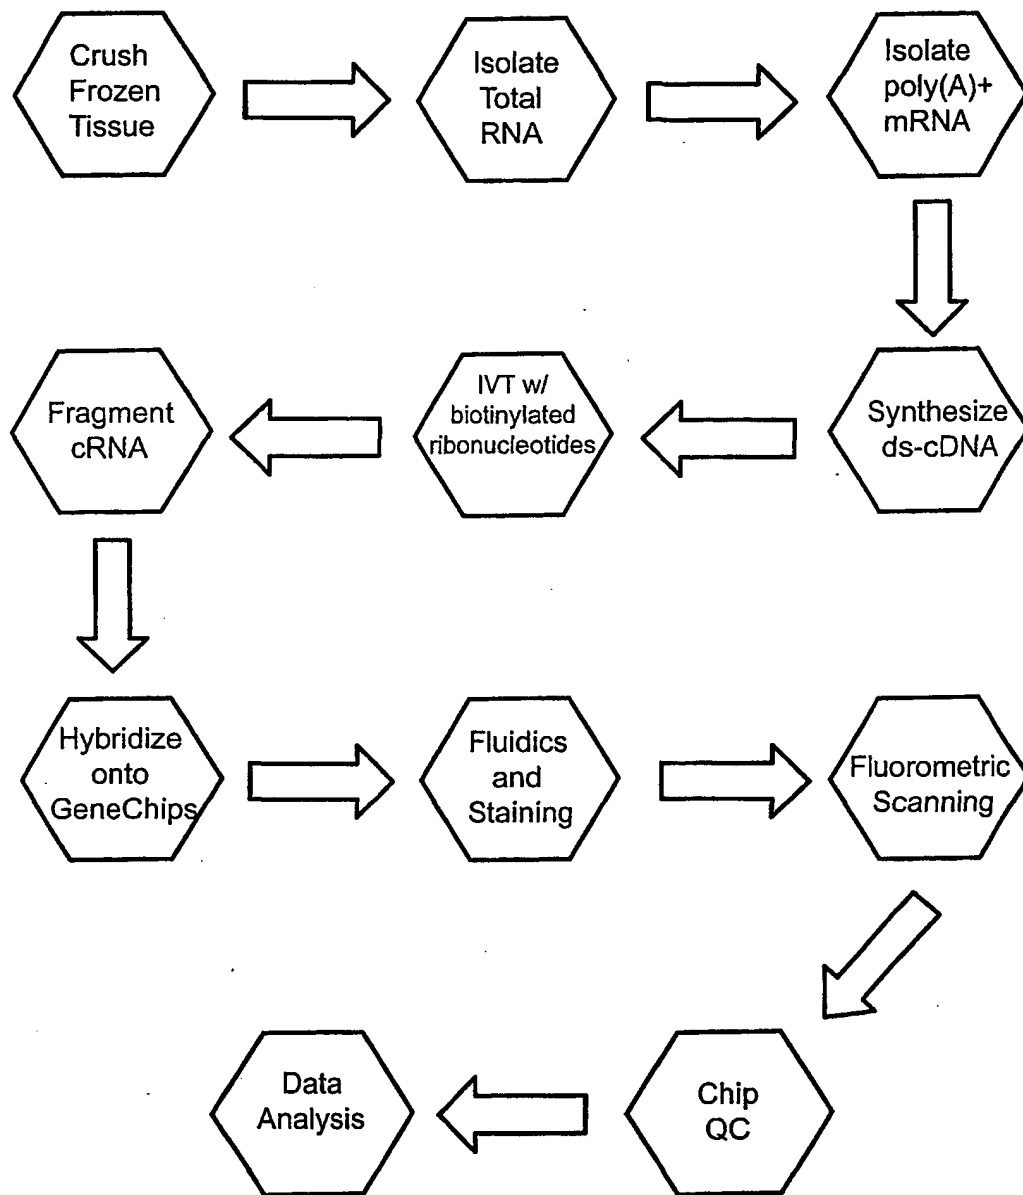 Crush
Frozen
Tissue
Isolate
Total
RNA
Isolate
poly(A)+
mRNA
Synthesize
ds-cDNA
IVT w/
biotinylated
ribonucleotides
Fragment
cRNA
Hybridize
onto
GeneChips
Fluidics
and
Staining
Fluorometric
Scanning
Chip
QC
Data
Analysis